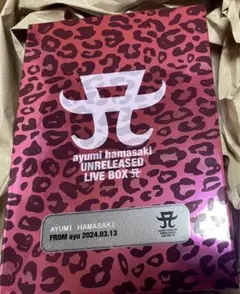 ayumi hamasaki
UNRELEASED
LIVE BOX A
AYUMI HAMASAKI
FROM ayu 2024.03.13